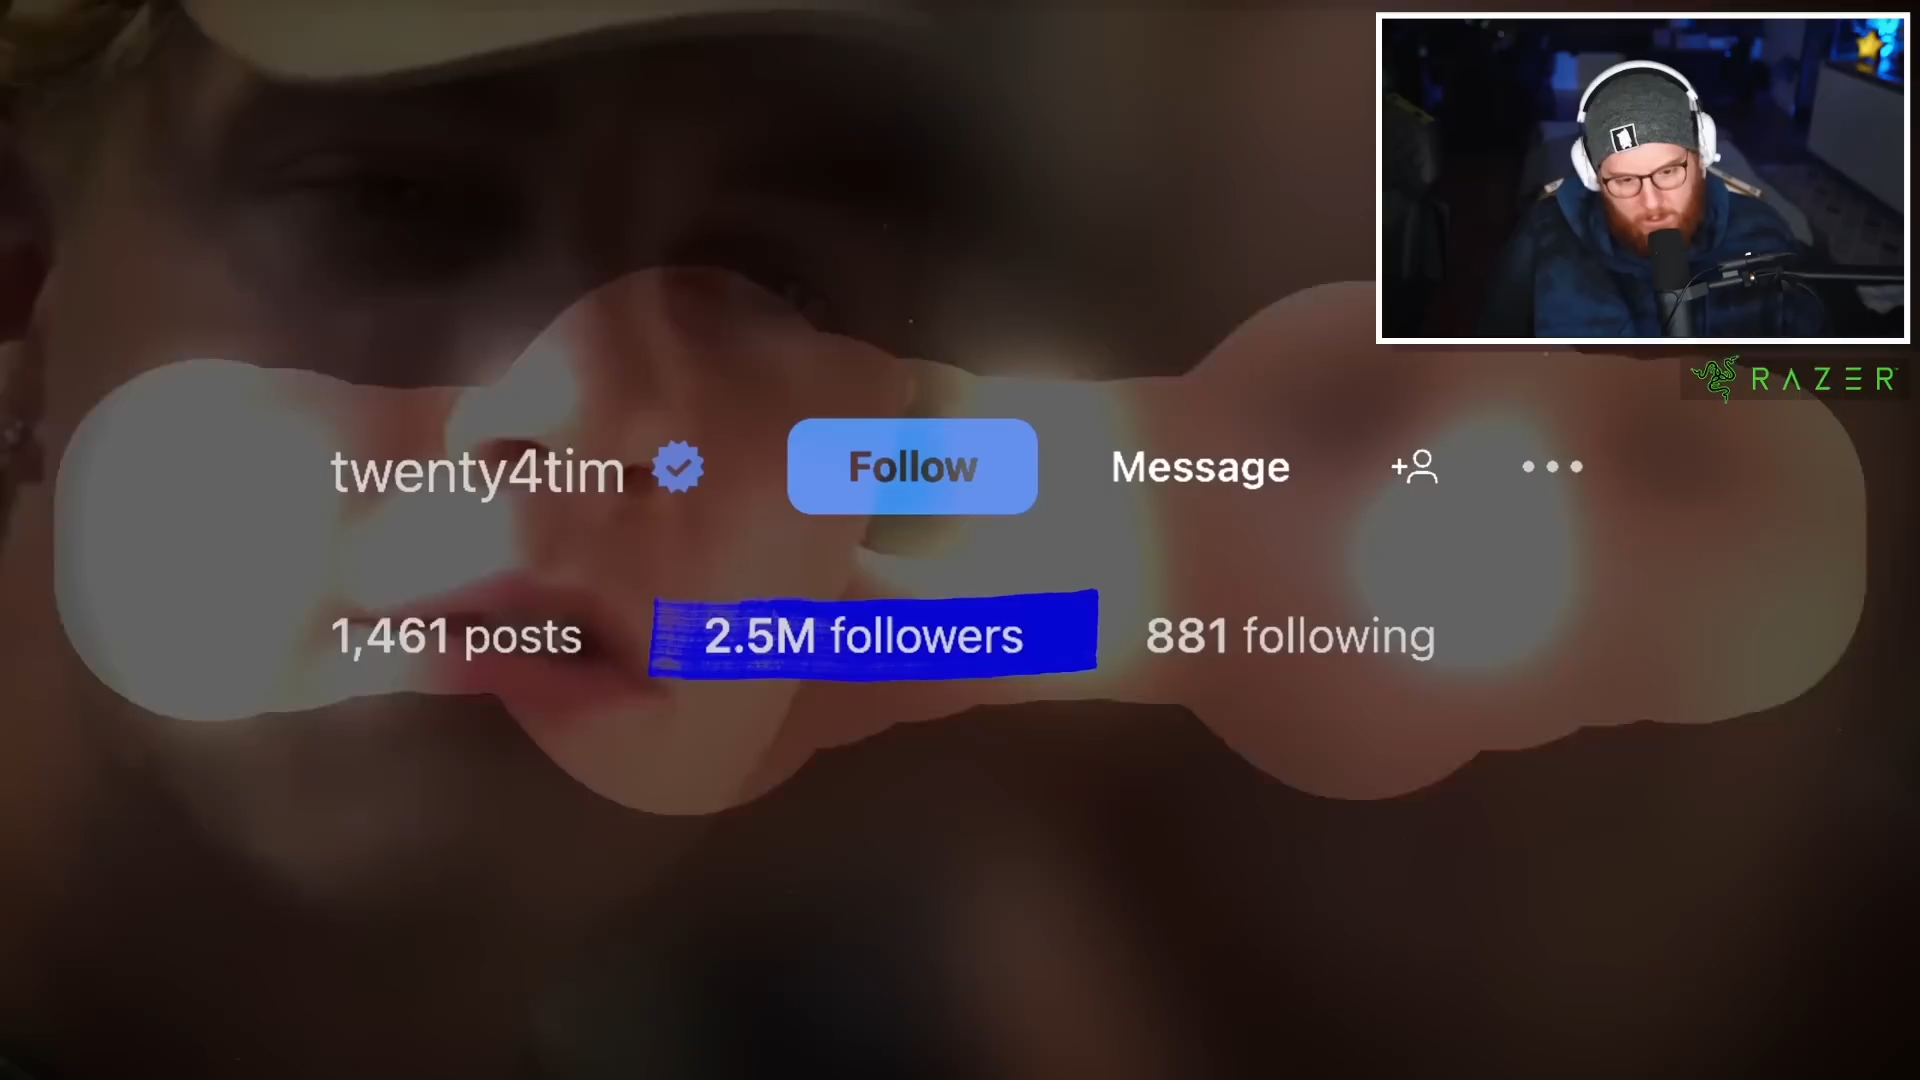 twenty4tim Follow Message
1,461 posts 2.5M followers 881 following
RAZER